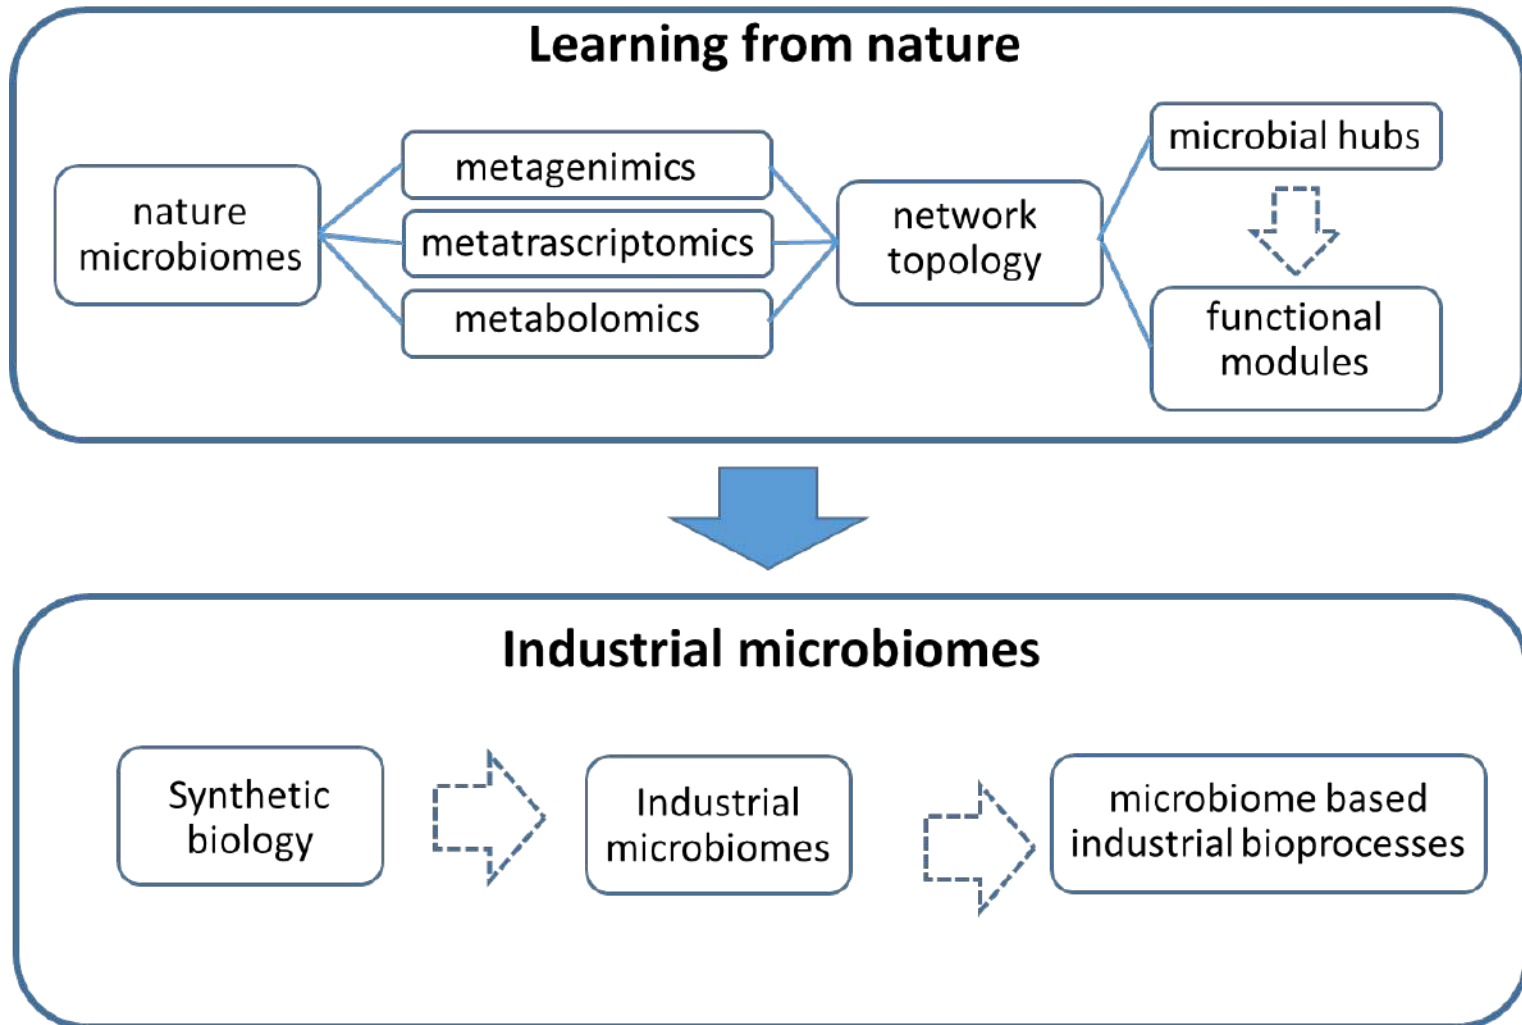 Learning from nature
nature
microbiomes
metagenimics
metatrascriptomics
metabolomics
network
topology
microbial hubs
functional
modules
Industrial microbiomes
Synthetic
biology
Industrial
microbiomes
microbiome based
industrial bioprocesses